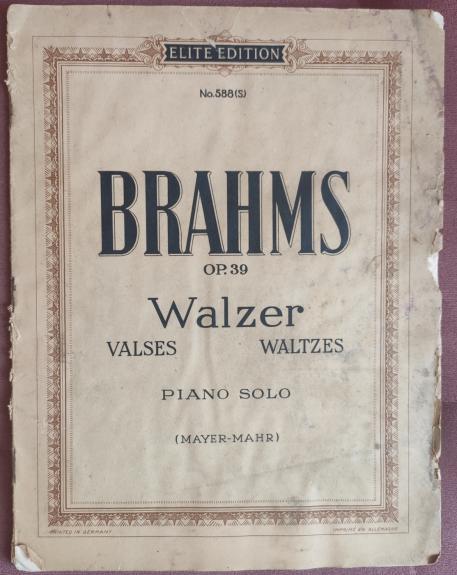 ELITE EDITION
No. 588 (S.)
BRAHMS
OP. 39
Walzer
VALSES WALTZES
PIANO SOLO
(MAYER-MAHR)
PRINTED IN GERMANY IMPRIMÉ EN ALLEMAGNE